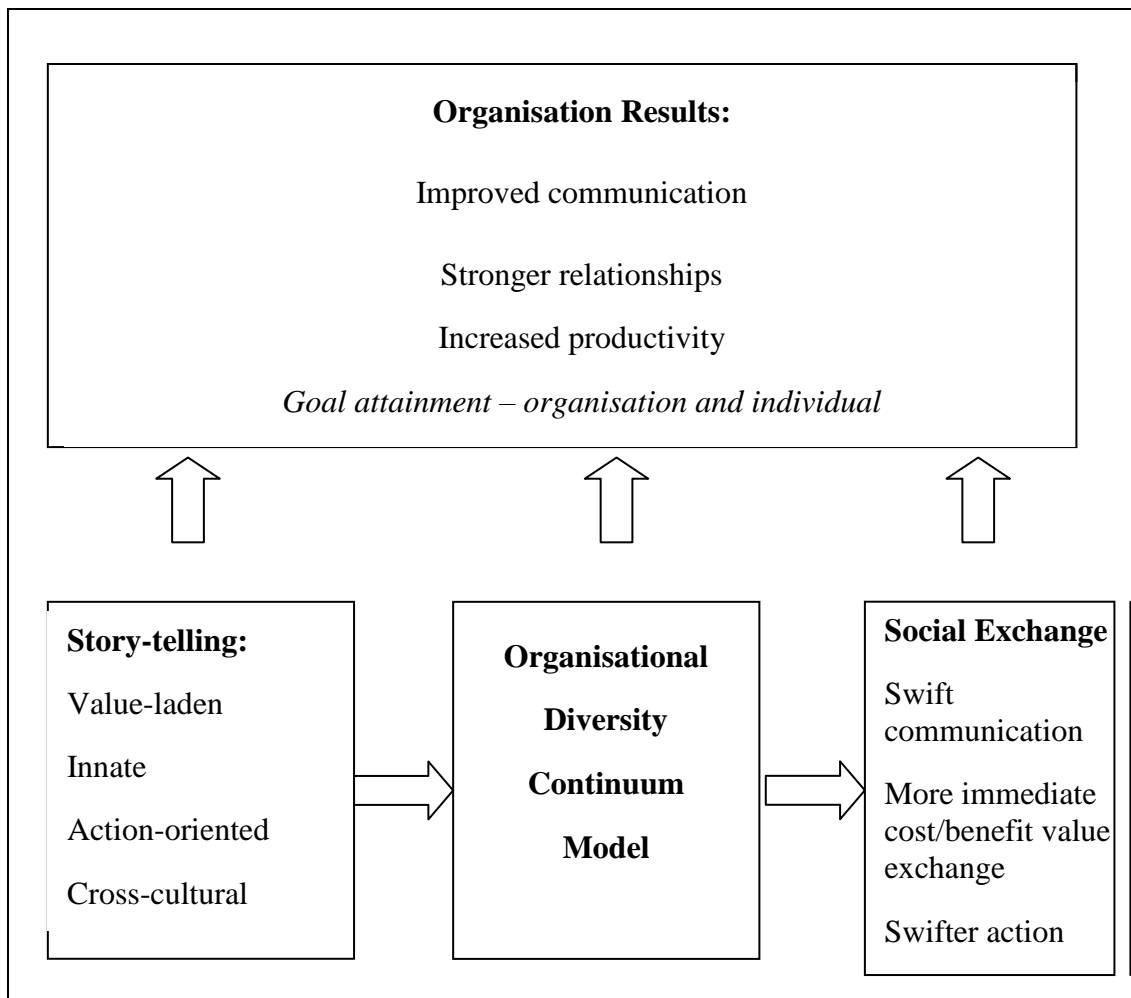 Organisation Results:
Improved communication
Stronger relationships
Increased productivity
Goal attainment – organisation and individual
Story-telling:
Value-laden
Innate
Action-oriented
Cross-cultural
Organisational
Diversity
Continuum
Model
Social Exchange
Swift
communication
More immediate
cost/benefit value
exchange
Swifter action